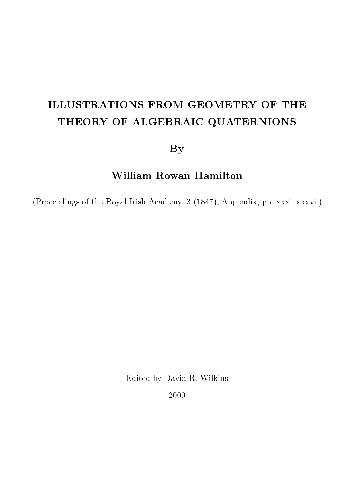 ILLUSTRATIONS FROM GEOMETRY OF THE
THEORY OF ALGEBRAIC QUATERNIONS
By
William Rowan Hamilton
(Proceedings of the Royal Irish Academy, 3 (1847), Appendix, pp.
Edited by David R. Wilkins
2000